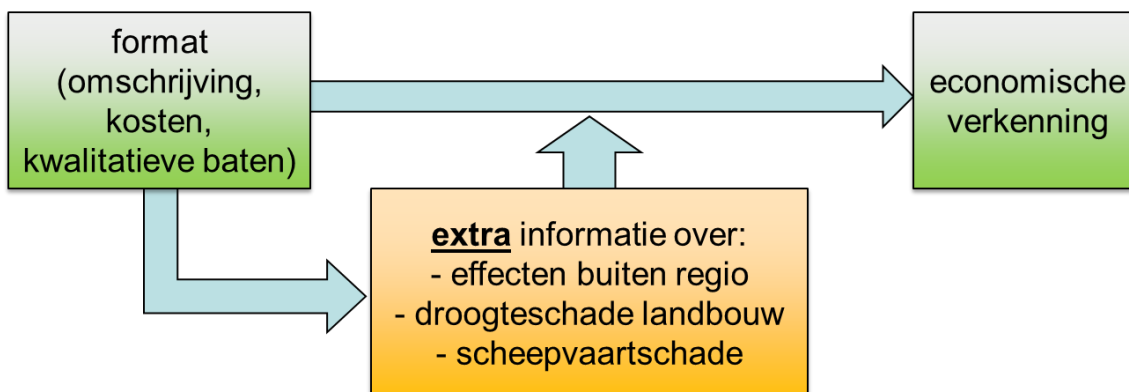 format
(omschrijving,
kosten,
kwalitatieve baten)
economische
verkenning
extra informatie over:
- effecten buiten regio
- droogteschade landbouw
- scheepvaartschade